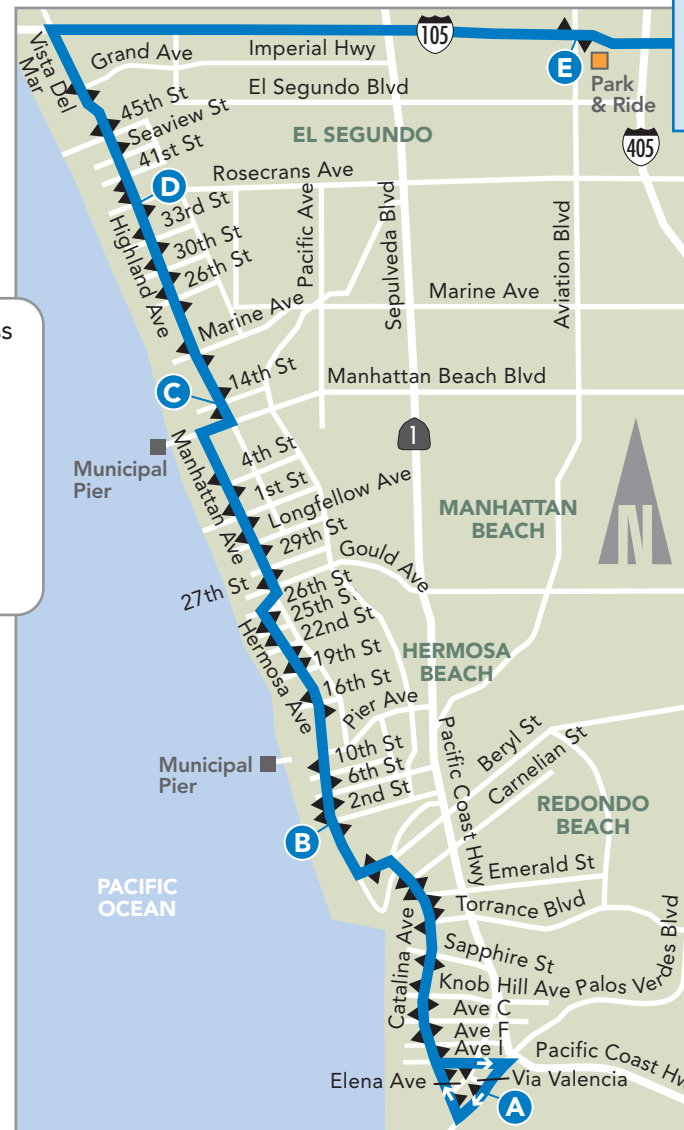 105
Imperial Hwy
Grand Ave
Vista Del
Mar
E
Park
& Ride
El Segundo Blvd
45th St
Seaview St
EL SEGUNDO
405
41st St
Rosecrans Ave
D
33rd St
Pacific Ave
Sepulveda Blvd
Aviation Blvd
Highland Ave
30th St
26th St
Marine Ave
Marine Ave
ss
14th St
Manhattan Beach Blvd
C
1
Municipal
Pier
Manhattan Ave
4th St
1st St
Longfellow Ave
MANHATTAN
BEACH
N
29th St
Gould Ave
27th St
26th St
25th St
22nd St
Hermosa Ave
19th St
HERMOSA
BEACH
16th St
Pier Ave
Municipal
Pier
10th St
6th St
2nd St
Pacific Coast Hwy
Beryl St
Carnelian St
REDONDO
BEACH
B
Emerald St
PACIFIC
OCEAN
Torrance Blvd
Catalina Ave
Sapphire St
Knob Hill Ave
Palos Verdes Blvd
Ave C
Ave F
Ave I
Pacific Coast Hw
Elena Ave
Via Valencia
A